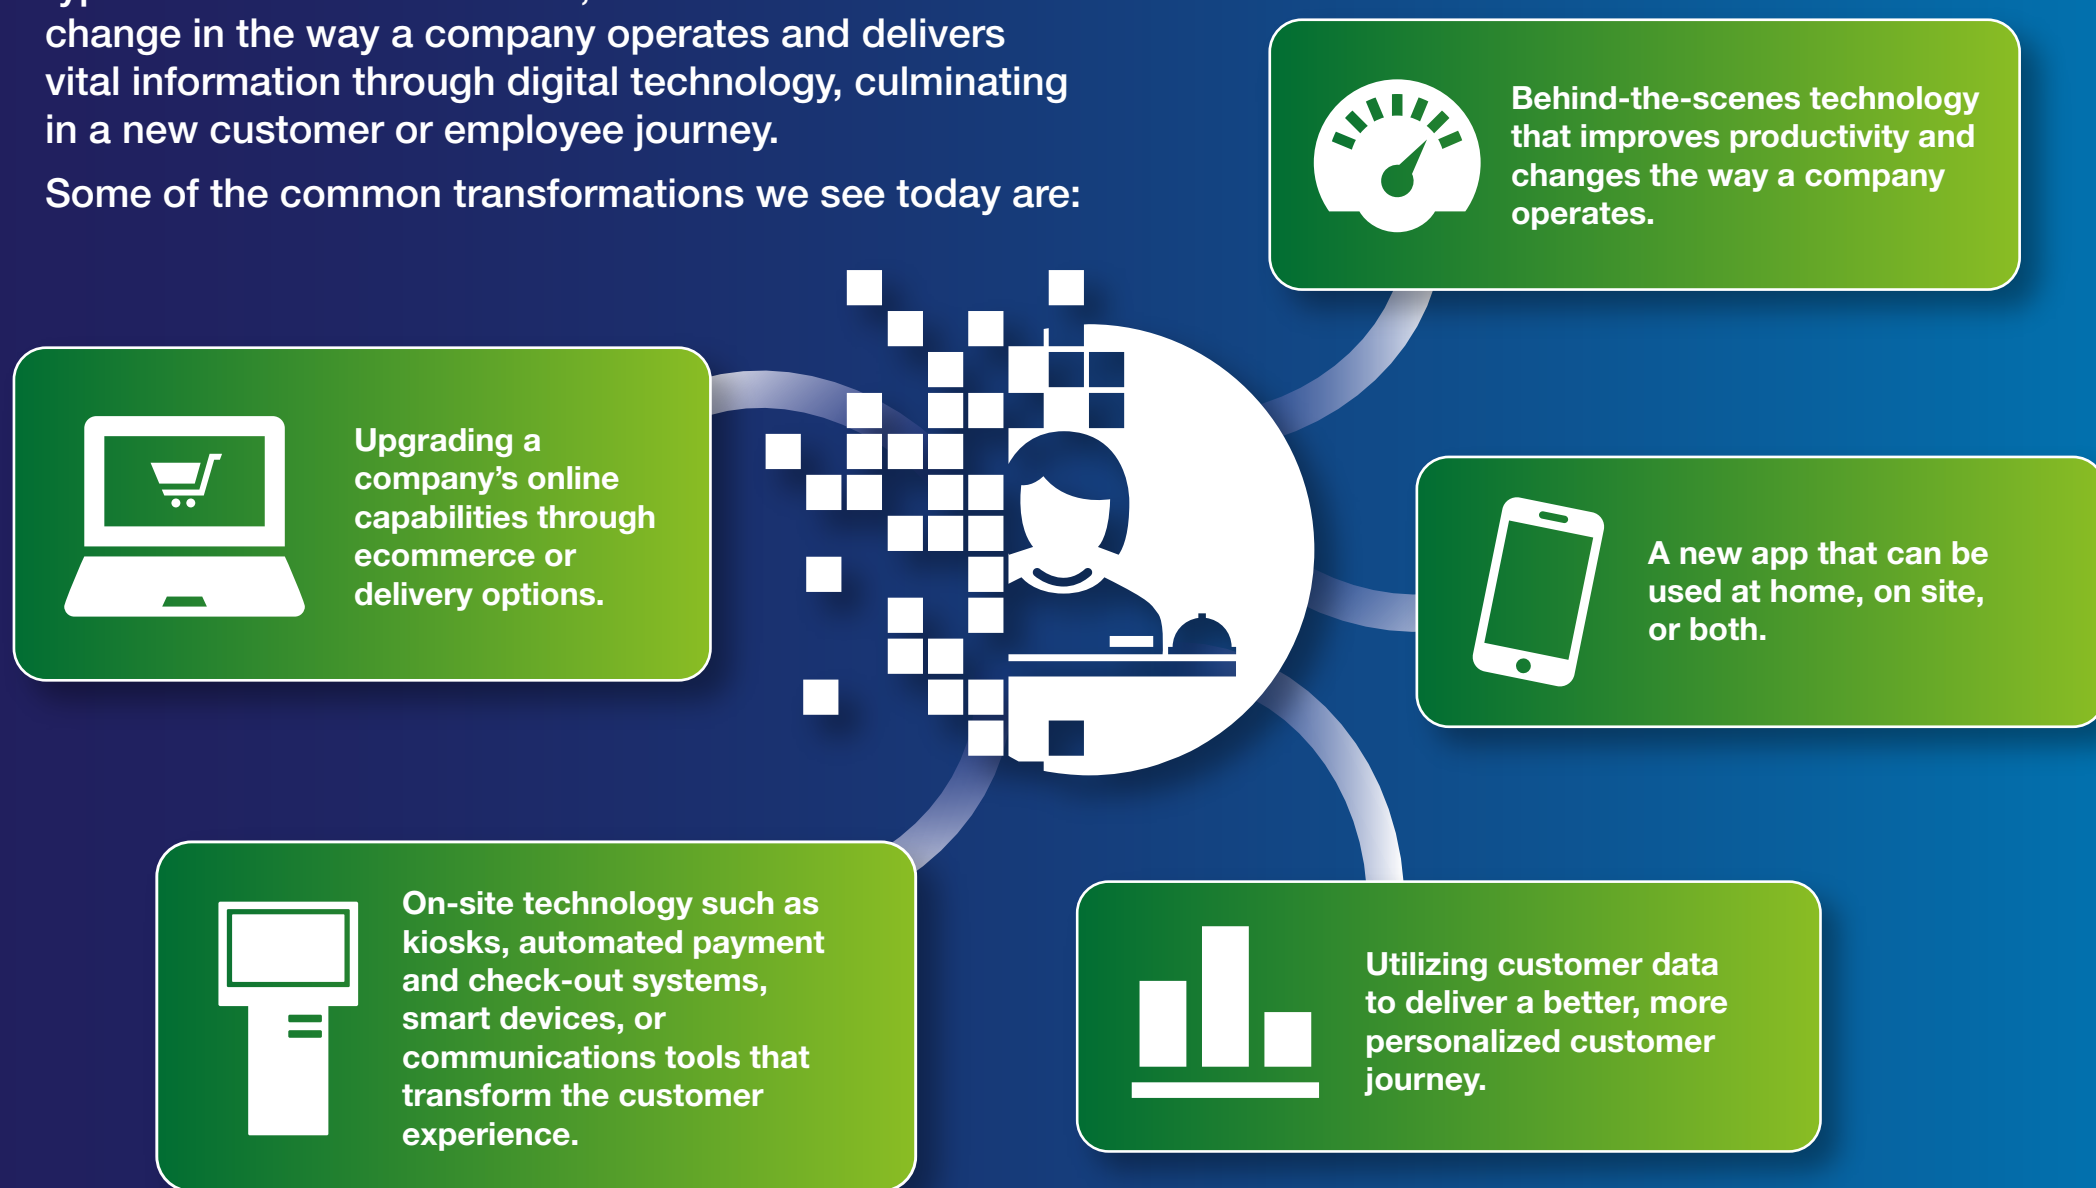 change in the way a company operates and delivers
vital information through digital technology, culminating
in a new customer or employee journey.
Some of the common transformations we see today are:
Behind-the-scenes technology
that improves productivity and
changes the way a company
operates.
Upgrading a
company’s online
capabilities through
ecommerce or
delivery options.
A new app that can be
used at home, on site,
or both.
On-site technology such as
kiosks, automated payment
and check-out systems,
smart devices, or
communications tools that
transform the customer
experience.
Utilizing customer data
to deliver a better, more
personalized customer
journey.